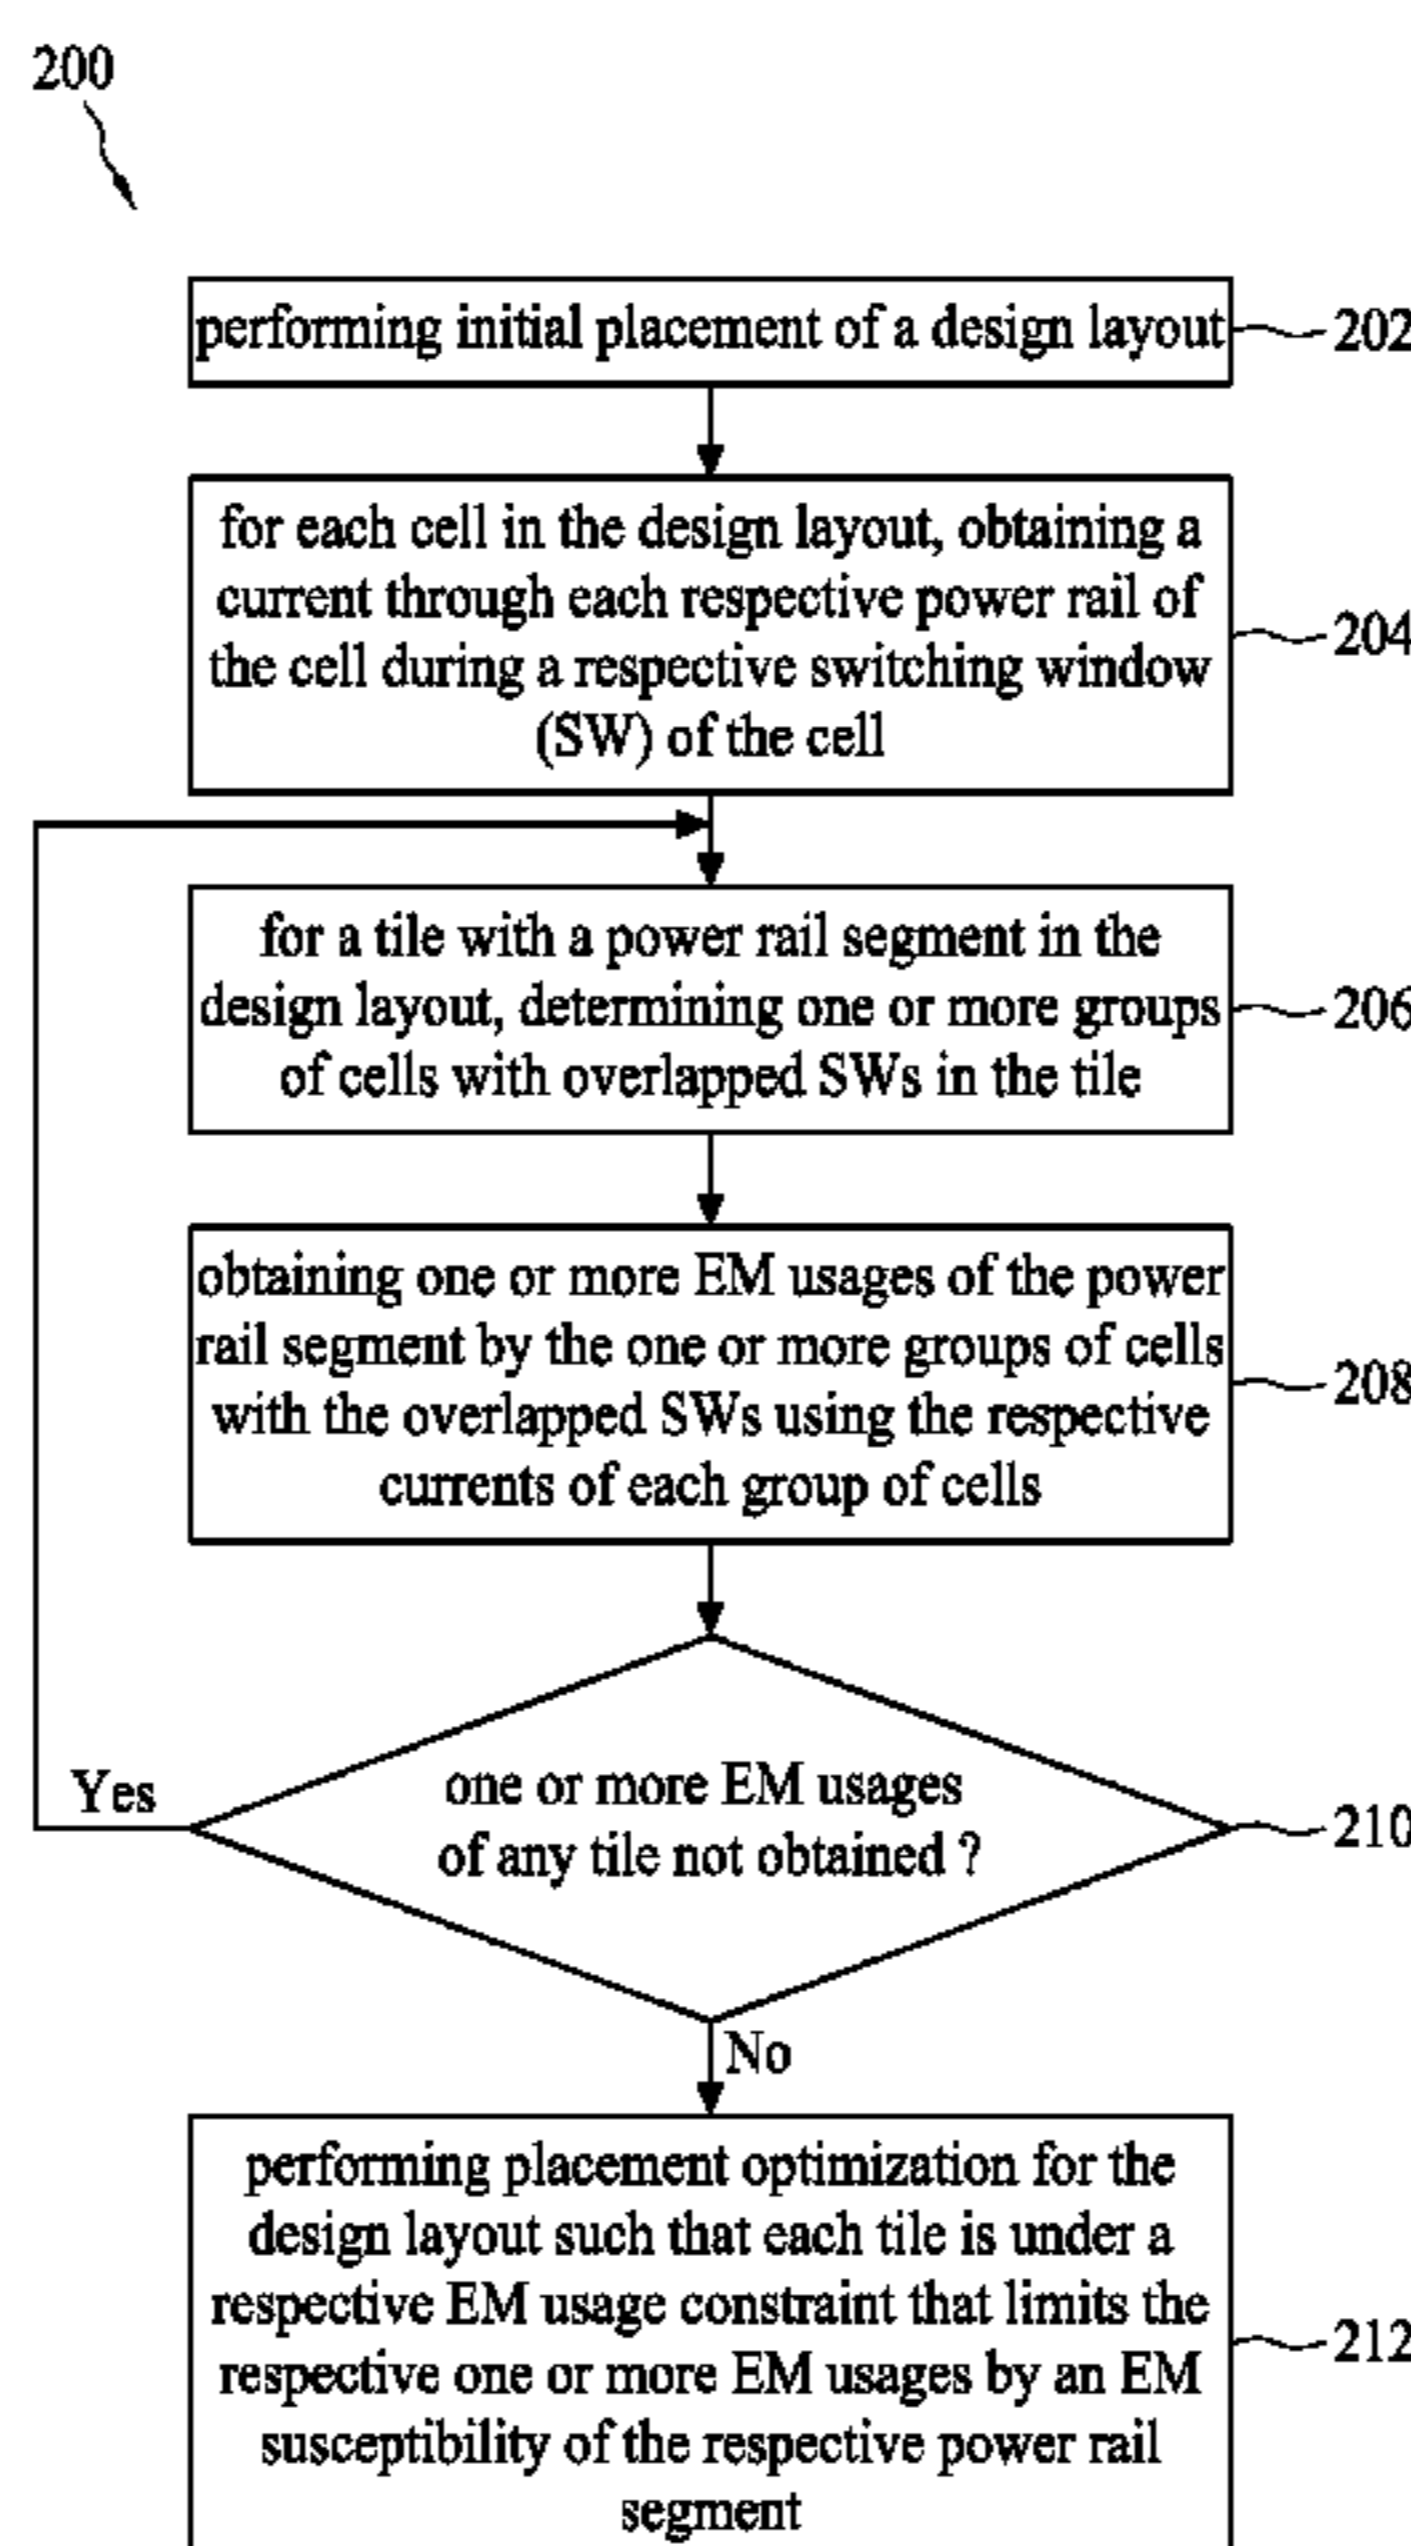 200
performing initial placement of a design layout
202
for each cell in the design layout, obtaining a
current through each respective power rail of
the cell during a respective switching window
(SW) of the cell
204
for a tile with a power rail segment in the
design layout, determining one or more groups
of cells with overlapped SWs in the tile
206
obtaining one or more EM usages of the power
rail segment by the one or more groups of cells
with the overlapped SWs using the respective
currents of each group of cells
208
Yes
one or more EM usages
of any tile not obtained ?
210
No
performing placement optimization for the
design layout such that each tile is under a
respective EM usage constraint that limits the
respective one or more EM usages by an EM
susceptibility of the respective power rail
segment
212